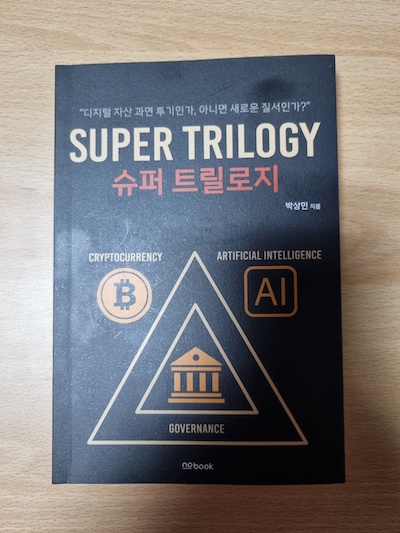 "디지털 자산 과연 투기인가, 아니면 새로운 질서인가?"
SUPER TRILOGY
슈퍼 트릴로지
박상민 지음
CRYPTOCURRENCY
ARTIFICIAL INTELLIGENCE
₿
AI
GOVERNANCE
nobook